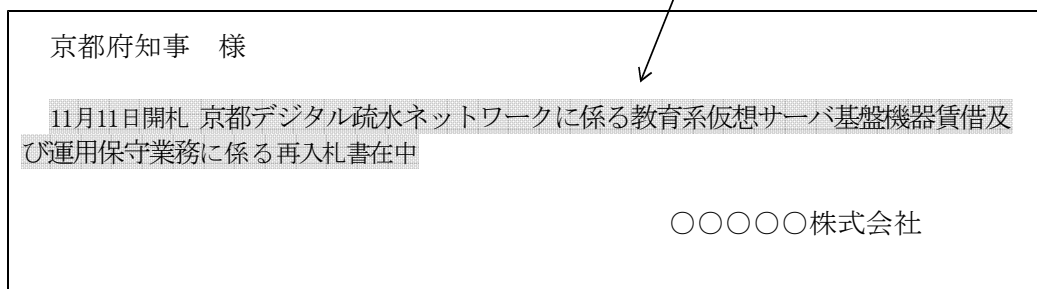 京都府知事　様
11月11日開札 京都デジタル疏水ネットワークに係る教育系仮想サーバ基盤機器賃借及
び運用保守業務に係る再入札書在中
○○○○○株式会社